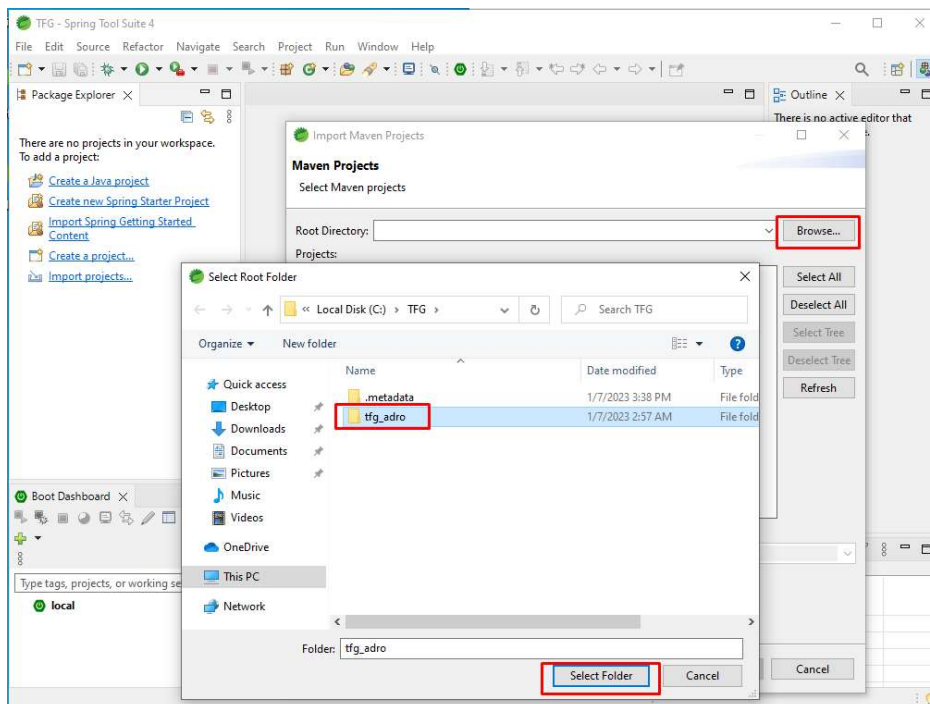 TFG - Spring Tool Suite 4
File Edit Source Refactor Navigate Search Project Run Window Help
Package Explorer
Outline
There is no active editor that
There are no projects in your workspace.
To add a project:
Create a Java project
Create new Spring Starter Project
Import Spring Getting Started
Content
Create a project...
Import projects...
Import Maven Projects
Maven Projects
Select Maven projects
Root Directory:
Browse...
Projects:
Select All
Deselect All
Select Tree
Deselect Tree
Refresh
Select Root Folder
« Local Disk (C:) › TFG ›
Search TFG
Organize
New folder
Name Date modified Type
Quick access
Desktop
Downloads
Documents
Pictures
Music
Videos
OneDrive
This PC
Network
.metadata 1/7/2023 3:38 PM File fold
tfg_adro 1/7/2023 2:57 AM File fold
Folder: tfg_adro
Select Folder
Cancel
Boot Dashboard
Type tags, projects, or working se
local
Cancel